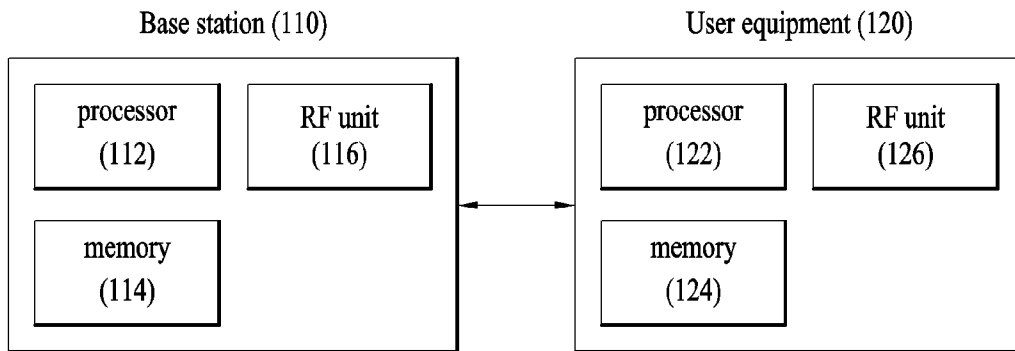 Base station (110)
User equipment (120)
processor
(112)
RF unit
(116)
memory
(114)
processor
(122)
RF unit
(126)
memory
(124)